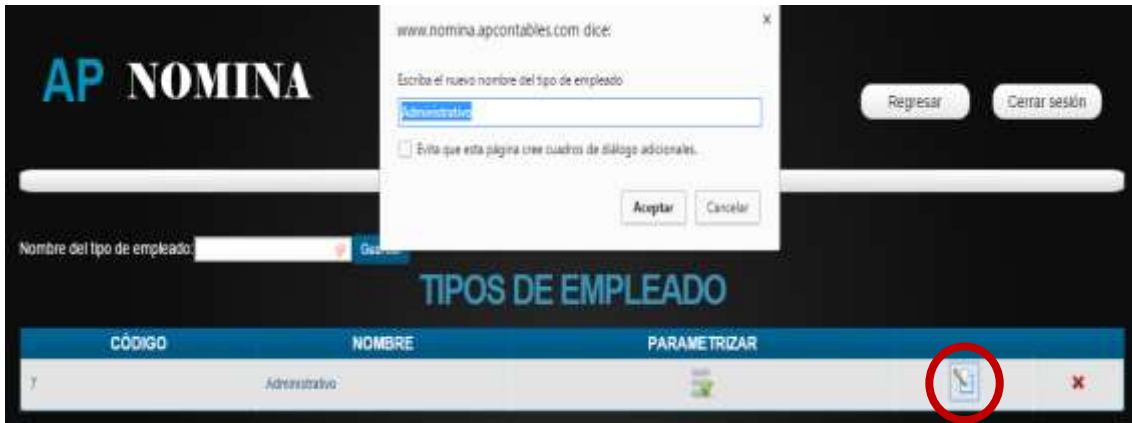 www.nomina.apcontables.com dice:
x
AP NOMINA
Escriba el nuevo nombre del tipo de empleado
Administrativo
Regresar
Cerrar sesión
Evita que esta página cree cuadros de diálogo adicionales.
Aceptar
Cancelar
Nombre del tipo de empleado:
TIPOS DE EMPLEADO
CÓDIGO NOMBRE PARAMETRIZAR
7 Administrativo